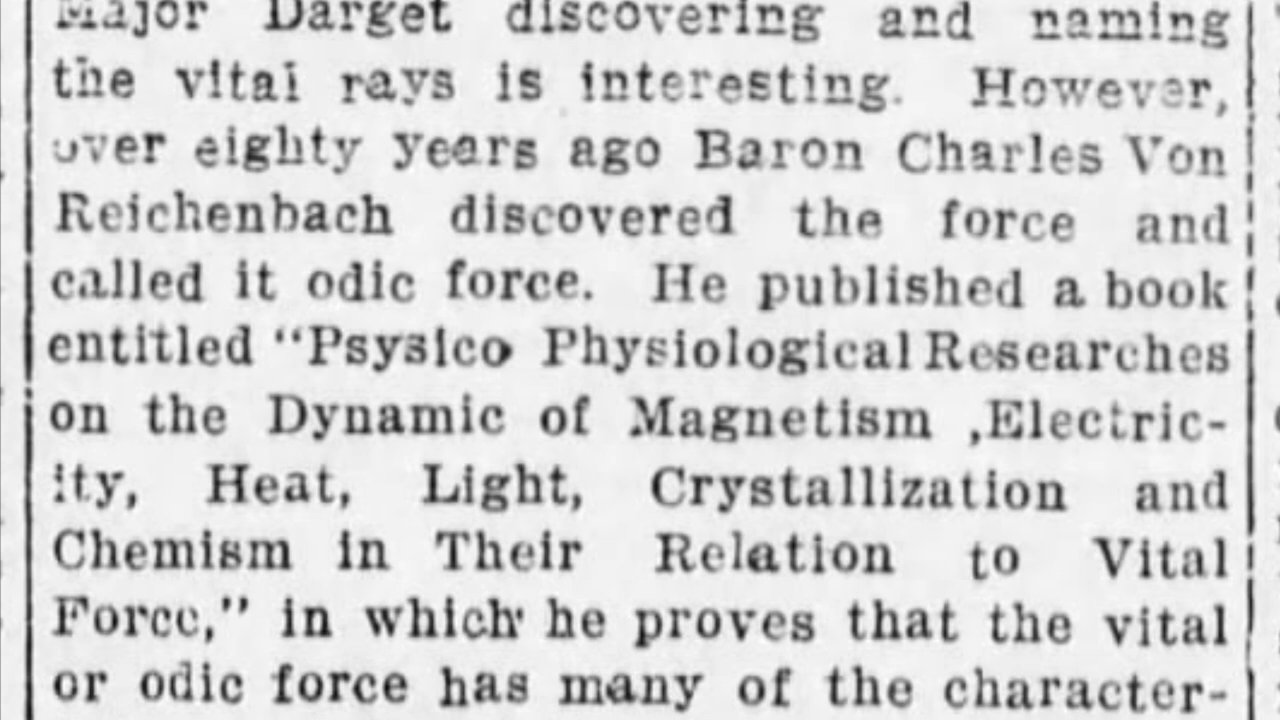 Major Darget discovering and naming
the vital rays is interesting. However,
over eighty years ago Baron Charles Von
Reichenbach discovered the force and
called it odic force. He published a book
entitled "Psysico Physiological Researches
on the Dynamic of Magnetism ,Electric-
ity, Heat, Light, Crystallization and
Chemism in Their Relation to Vital
Force," in which he proves that the vital
or odic force has many of the character-